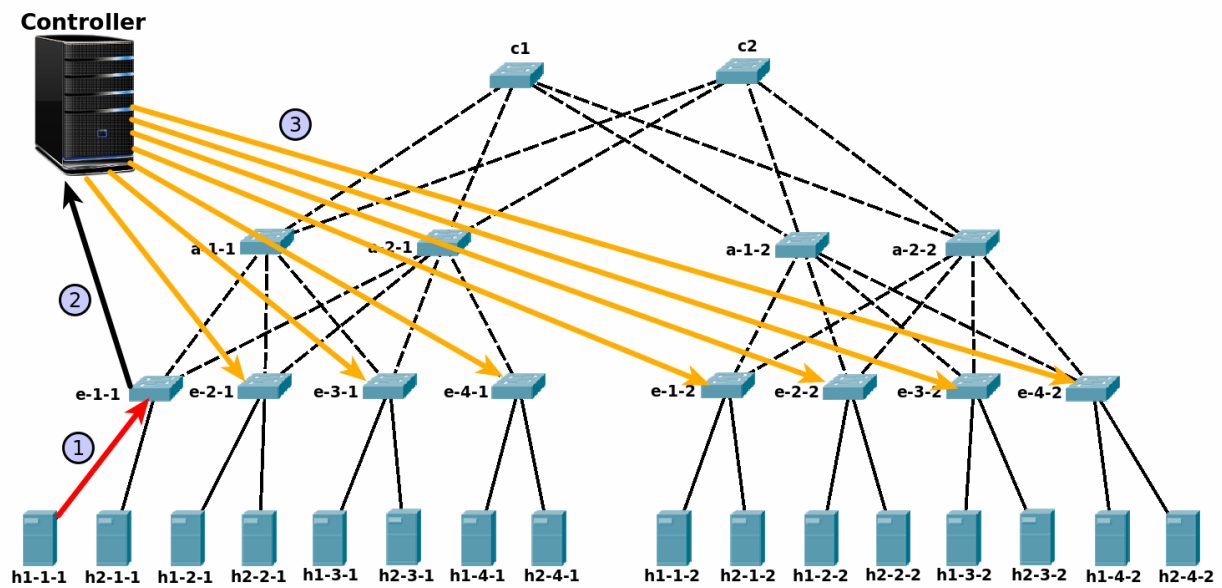 Controller
c1
c2
3
a-1-1
a-2-1
a-1-2
a-2-2
2
e-1-1
e-2-1
e-3-1
e-4-1
e-1-2
e-2-2
e-3-2
e-4-2
1
h1-1-1
h2-1-1
h1-2-1
h2-2-1
h1-3-1
h2-3-1
h1-4-1
h2-4-1
h1-1-2
h2-1-2
h1-2-2
h2-2-2
h1-3-2
h2-3-2
h1-4-2
h2-4-2